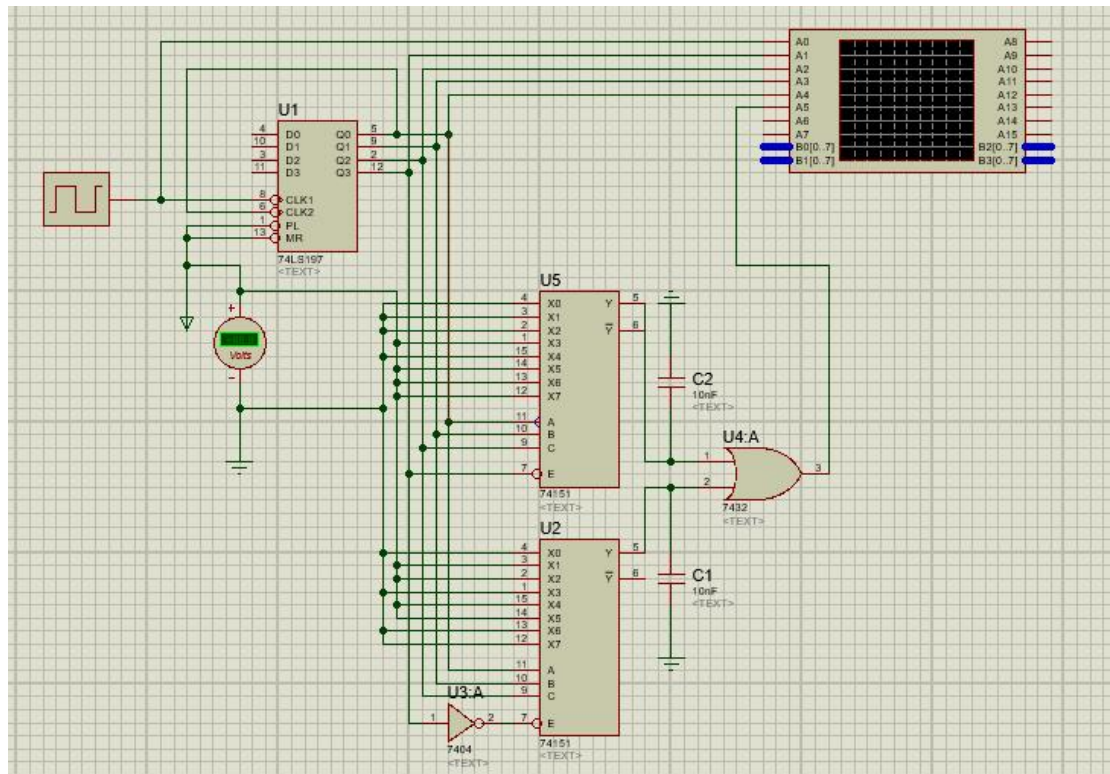 A0
A1
A2
A3
A4
A5
A6
A7
B0[0..7]
B1[0..7]
A8
A9
A10
A11
A12
A13
A14
A15
B2[0..7]
B3[0..7]
U1
4 D0 Q0 5
10 D1 Q1 9
3 D2 Q2 2
11 D3 Q3 12
8 CLK1
6 CLK2
1 PL
13 MR
74LS197
<TEXT>
+
Volts
-
U5
4 X0 Y 5
3 X1
2 X2 Y 6
1 X3
15 X4
14 X5
13 X6
12 X7
11 A
10 B
9 C
7 E
74151
<TEXT>
C2
10nF
<TEXT>
U4:A
1
2
3
7432
<TEXT>
U2
4 X0 Y 5
3 X1
2 X2 Y 6
1 X3
15 X4
14 X5
13 X6
12 X7
11 A
10 B
9 C
7 E
74151
<TEXT>
C1
10nF
<TEXT>
U3:A
1 2
7404
<TEXT>